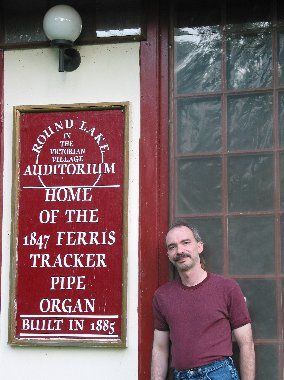 ROUND LAKE
IN
THE
VICTORIAN
VILLAGE
AUDITORIUM
HOME
OF THE
1847 FERRIS
TRACKER
PIPE
ORGAN
BUILT IN 1885